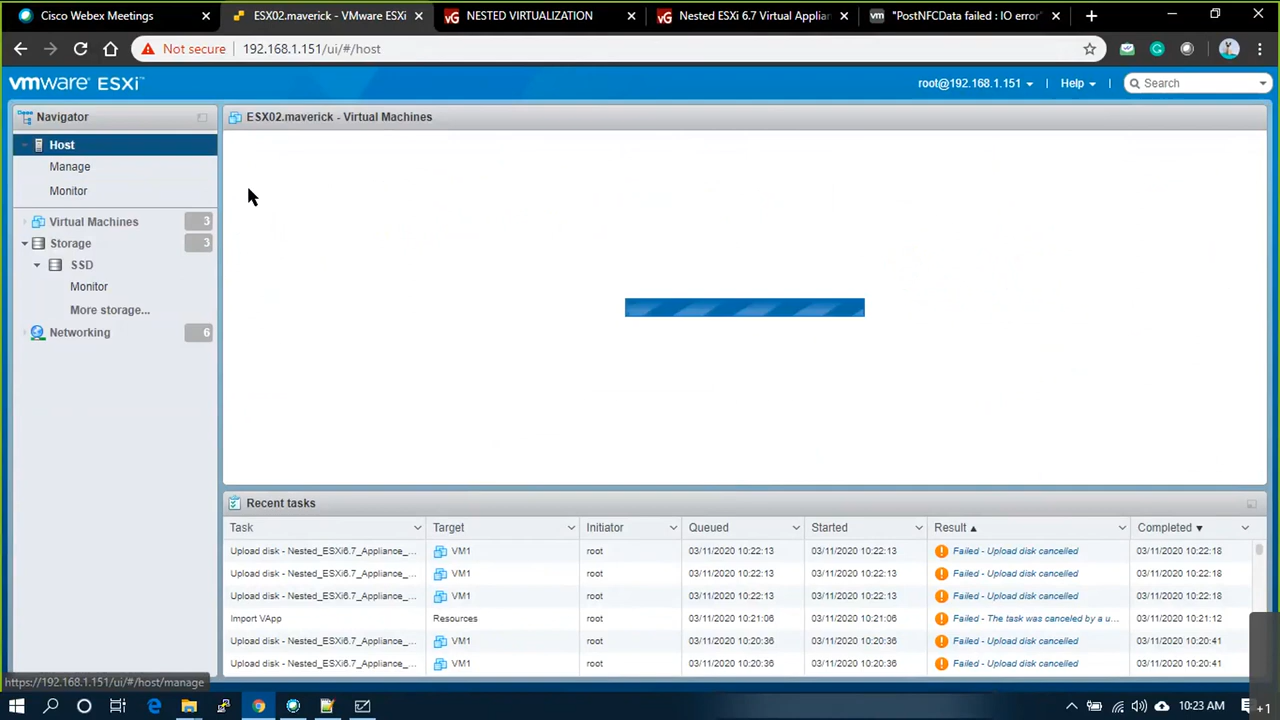 Cisco Webex Meetings
ESX02.maverick - VMware ESXi
NESTED VIRTUALIZATION
Nested ESXi 6.7 Virtual Applian
"PostNFCData failed : IO error"
Not secure
192.168.1.151/ui/#/host
vmware ESXi
root@192.168.1.151
Help
Search
Navigator
Host
Manage
Monitor
Virtual Machines 3
Storage 3
SSD
Monitor
More storage...
Networking 6
ESX02.maverick - Virtual Machines
Recent tasks
Task Target Initiator Queued Started Result Completed
Upload disk - Nested_ESXi6.7_Appliance_... VM1 root 03/11/2020 10:22:13 03/11/2020 10:22:13 Failed - Upload disk cancelled 03/11/2020 10:22:18
Upload disk - Nested_ESXi6.7_Appliance_... VM1 root 03/11/2020 10:22:13 03/11/2020 10:22:13 Failed - Upload disk cancelled 03/11/2020 10:22:18
Upload disk - Nested_ESXi6.7_Appliance_... VM1 root 03/11/2020 10:22:13 03/11/2020 10:22:13 Failed - Upload disk cancelled 03/11/2020 10:22:18
Import VApp Resources root 03/11/2020 10:21:06 03/11/2020 10:21:06 Failed - The task was canceled by a u... 03/11/2020 10:21:12
Upload disk - Nested_ESXi6.7_Appliance_... VM1 root 03/11/2020 10:20:36 03/11/2020 10:20:36 Failed - Upload disk cancelled 03/11/2020 10:20:41
Upload disk - Nested_ESXi6.7_Appliance_... VM1 root 03/11/2020 10:20:36 03/11/2020 10:20:36 Failed - Upload disk cancelled 03/11/2020 10:20:41
https://192.168.1.151/ui/#/host/manage
10:23 AM
+1